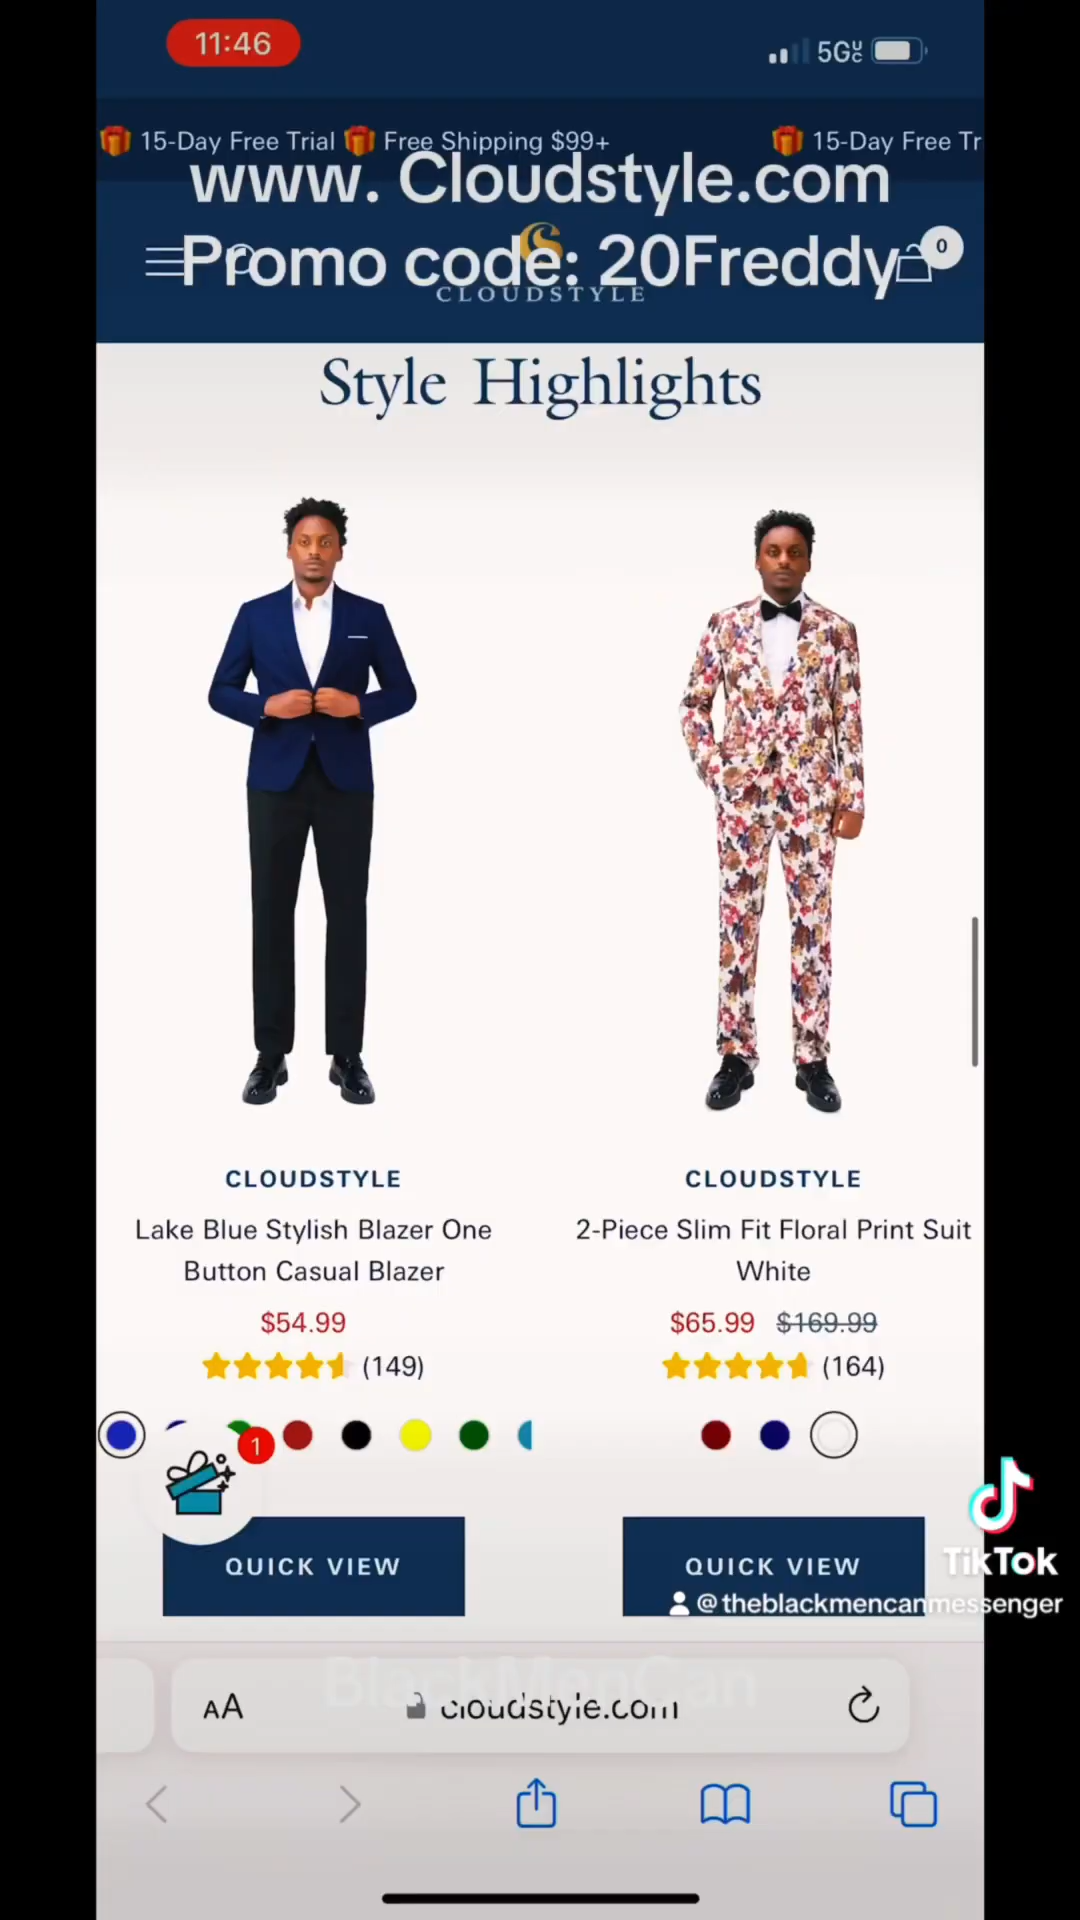 11:46
5GUC
15-Day Free Trial Free Shipping $99+ 15-Day Free Tr
www. Cloudstyle.com
Promo code: 20Freddy
0
CLOUDSTYLE
Style Highlights
CLOUDSTYLE CLOUDSTYLE
Lake Blue Stylish Blazer One 2-Piece Slim Fit Floral Print Suit
Button Casual Blazer White
$54.99 $65.99 $169.99
(149) (164)
1
QUICK VIEW QUICK VIEW
TikTok
@theblackmencanmessenger
BlackMenCan
AA cloudstyle.com